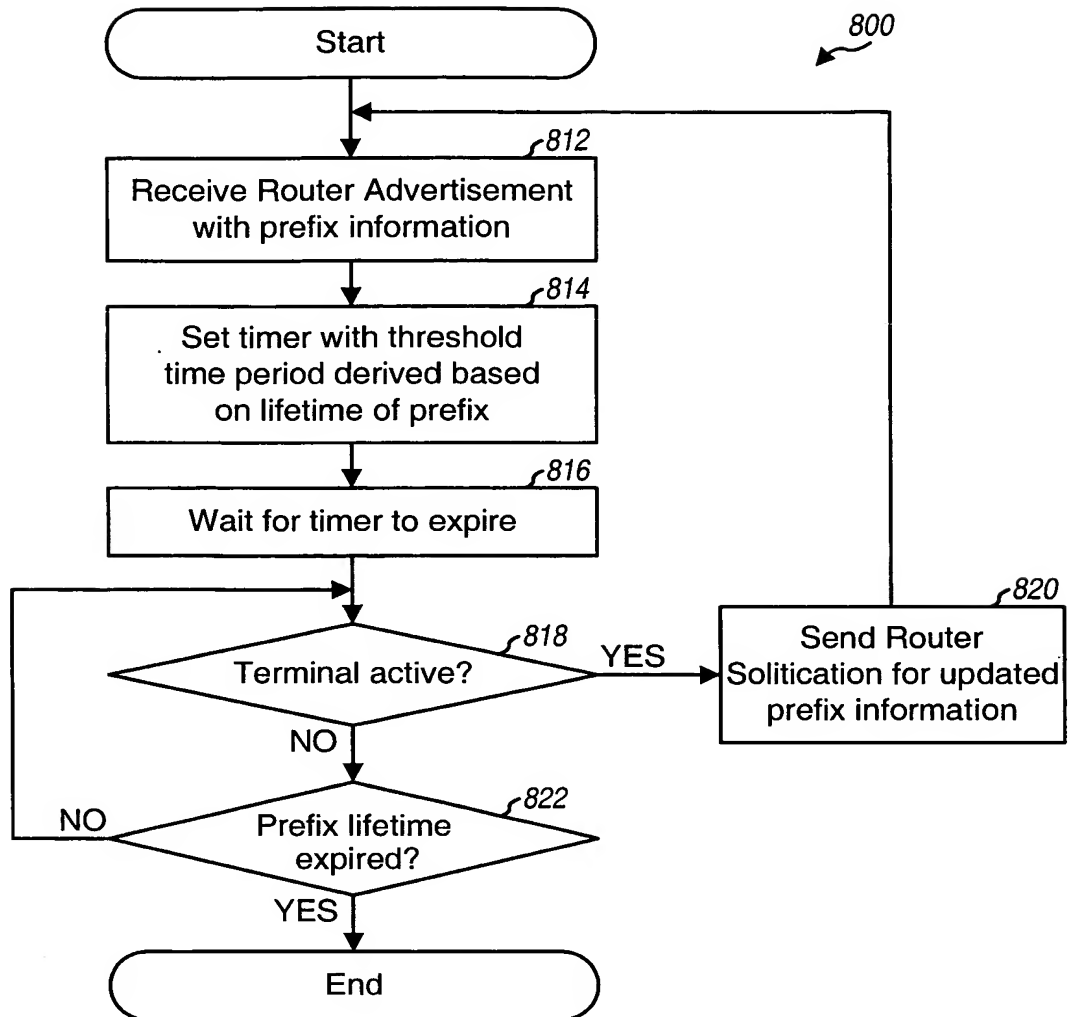 Start
800
812
Receive Router Advertisement
with prefix information
814
Set timer with threshold
time period derived based
on lifetime of prefix
816
Wait for timer to expire
818
Terminal active?
YES
820
Send Router
Solitication for updated
prefix information
NO
822
Prefix lifetime
expired?
NO
YES
End